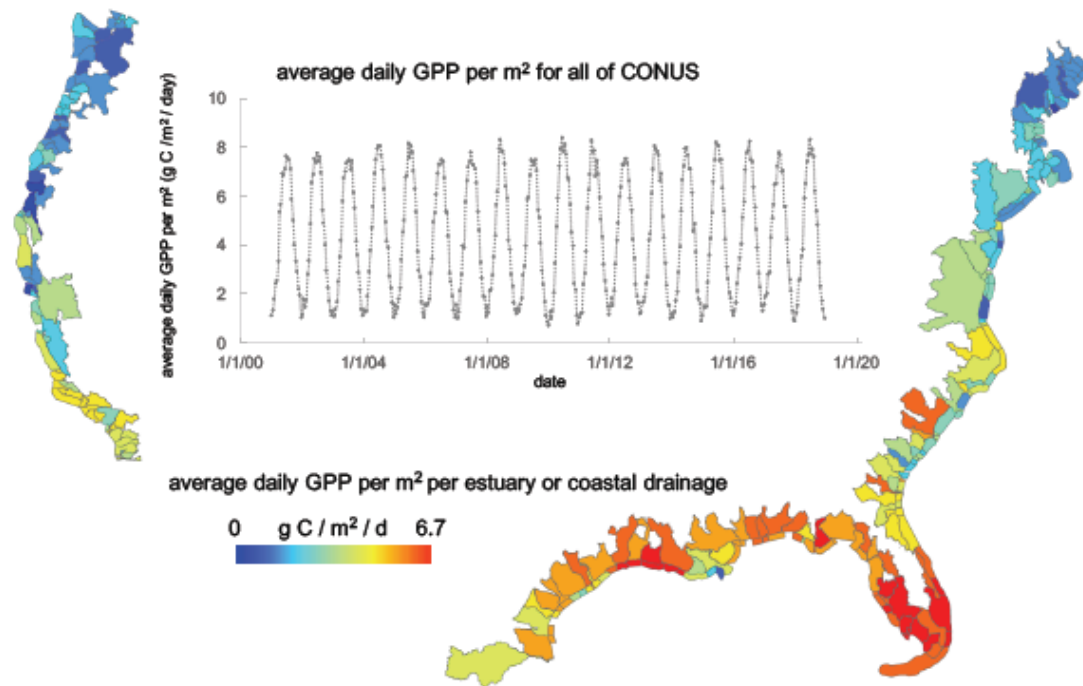 average daily GPP per m² for all of CONUS
average daily GPP per m² (g C /m² / day)
10
8
6
4
2
0
1/1/00 1/1/04 1/1/08 1/1/12 1/1/16 1/1/20
date
average daily GPP per m² per estuary or coastal drainage
0 g C / m² / d 6.7